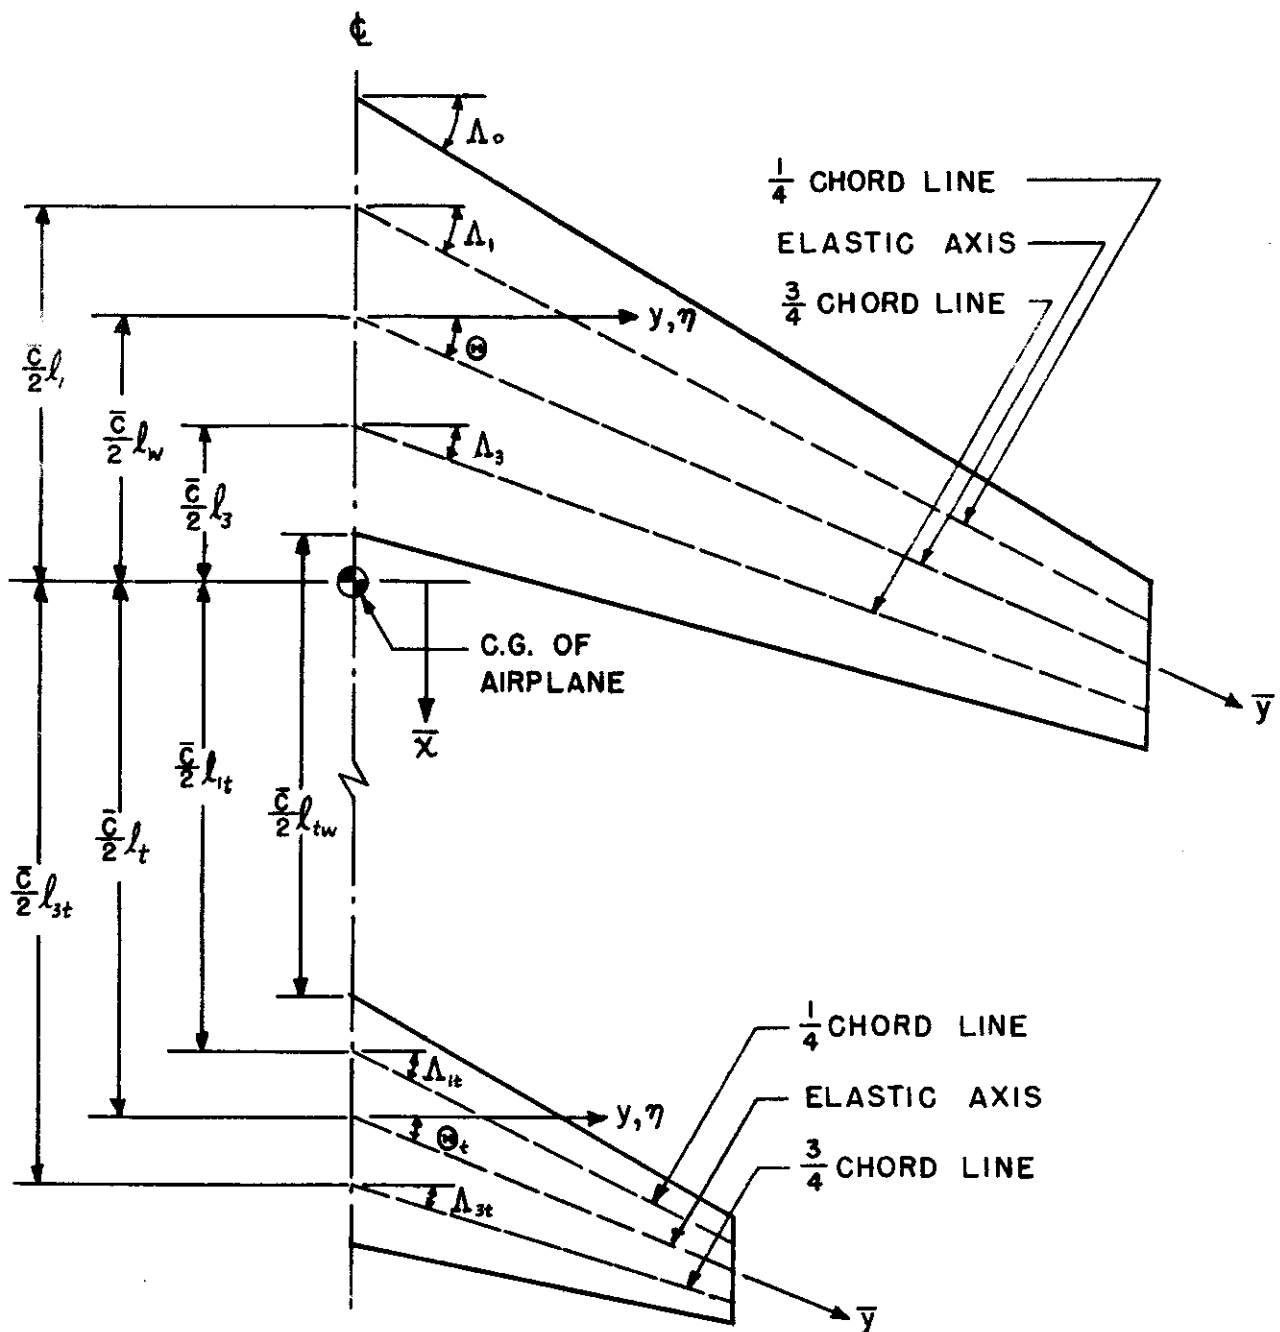 ℄
Λ₀
1/4 CHORD LINE
Λ₁
ELASTIC AXIS
3/4 CHORD LINE
y, η
Θ
c̄/2 l₁
c̄/2 l_w
Λ₃
c̄/2 l₃
C.G. OF
AIRPLANE
ȳ
x̄
c̄/2 l_1t
c̄/2 l_tw
c̄/2 l_t
c̄/2 l_3t
1/4 CHORD LINE
Λ_1t
ELASTIC AXIS
y, η
Θ_t
3/4 CHORD LINE
Λ_3t
ȳ